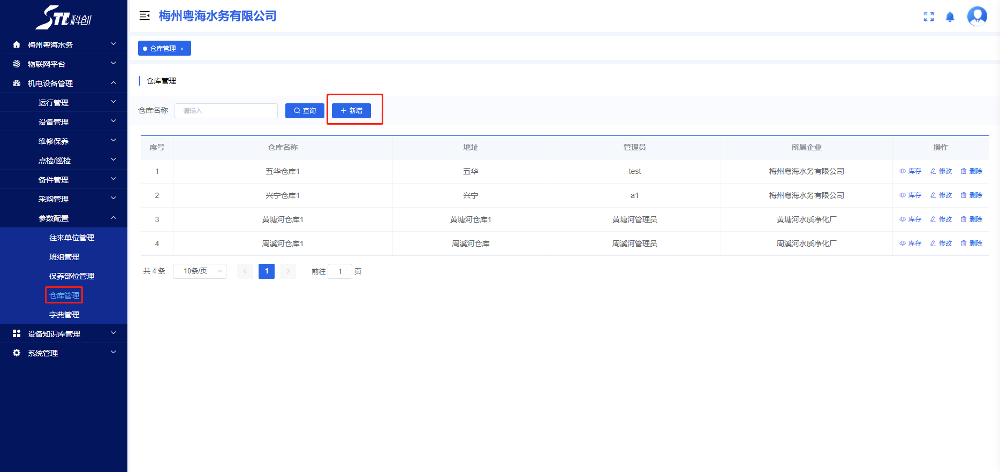 STC科创
梅州粤海水务
物联网平台
机电设备管理
运行管理
设备管理
维修保养
点检/巡检
备件管理
采购管理
参数配置
往来单位管理
班组管理
保养部位管理
仓库管理
字典管理
设备知识库管理
系统管理
梅州粤海水务有限公司
仓库管理 ×
仓库管理
仓库名称 请输入 查询 新增
序号 仓库名称 地址 管理员 所属企业 操作
1 五华仓库1 五华 test 梅州粤海水务有限公司 库存 修改 删除
2 兴宁仓库1 兴宁 a1 梅州粤海水务有限公司 库存 修改 删除
3 黄塘河仓库1 黄塘河仓库1 黄塘河管理员 黄塘河水质净化厂 库存 修改 删除
4 周溪河仓库1 周溪河仓库 周溪河管理员 周溪河水质净化厂 库存 修改 删除
共 4 条 10条/页 1 前往 1 页